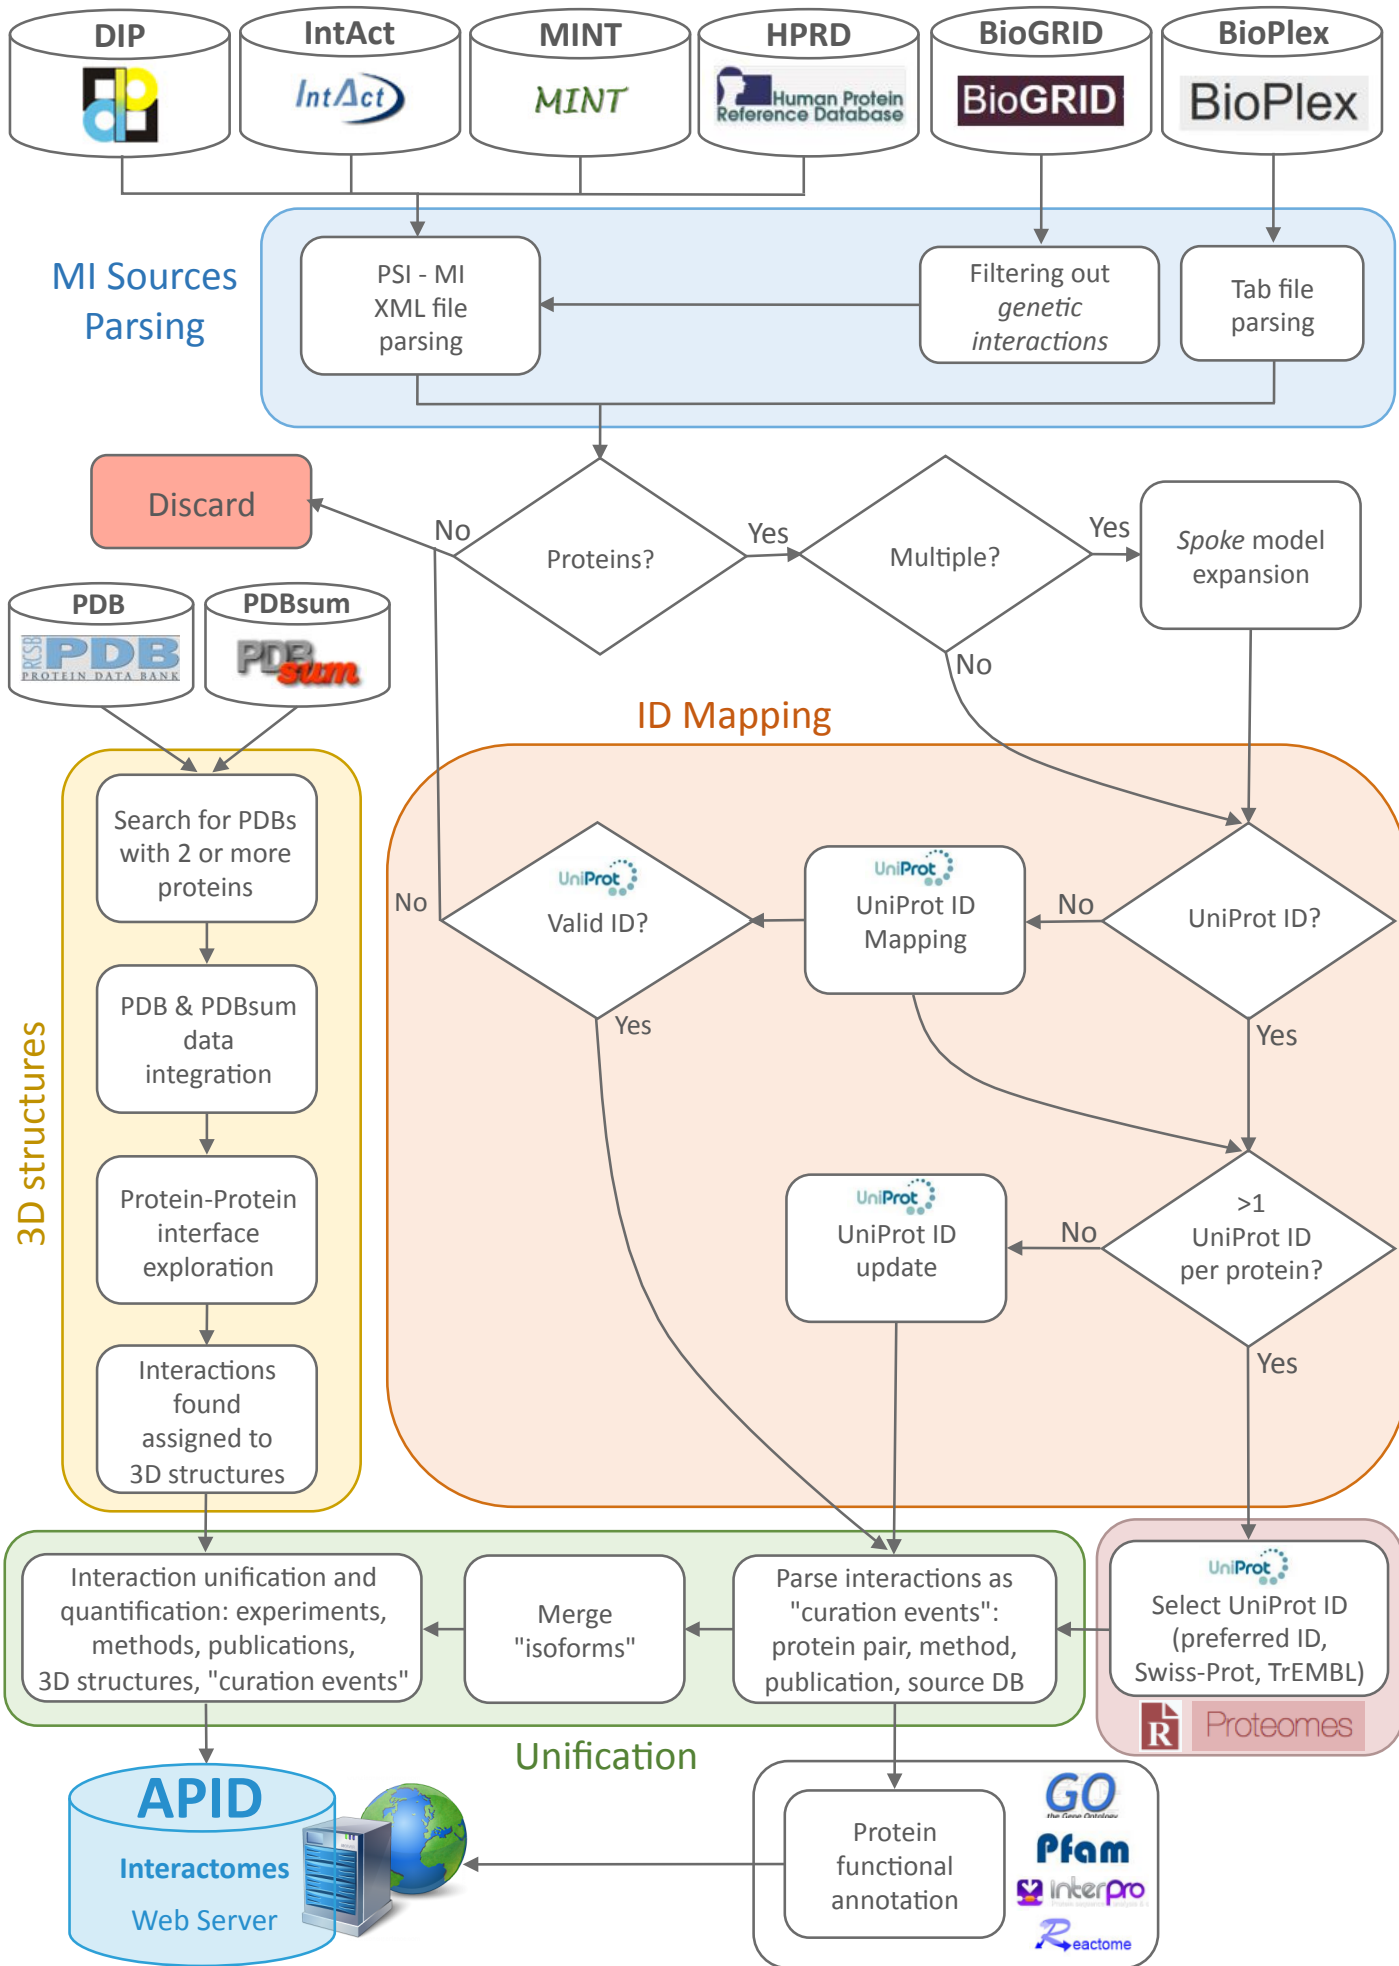 DIP
IntAct
MINT
HPRD
BioGRID
BioPlex
IntAct
MINT
Human Protein
Reference Database
BioGRID
BioPlex
MI Sources
Parsing
PSI - MI
XML file
parsing
Filtering out
genetic
interactions
Tab file
parsing
Discard
No
Proteins?
Yes
Multiple?
Yes
Spoke model
expansion
No
PDB
PDBsum
RCSB
PDB
PROTEIN DATA BANK
PDB
sum
ID Mapping
3D structures
Search for PDBs
with 2 or more
proteins
PDB & PDBsum
data
integration
Protein-Protein
interface
exploration
Interactions
found
assigned to
3D structures
No
UniProt
Valid ID?
Yes
UniProt
UniProt ID
Mapping
No
UniProt ID?
Yes
UniProt
UniProt ID
update
No
>1
UniProt ID
per protein?
Yes
Interaction unification and
quantification: experiments,
methods, publications,
3D structures, "curation events"
Merge
"isoforms"
Parse interactions as
"curation events":
protein pair, method,
publication, source DB
UniProt
Select UniProt ID
(preferred ID,
Swiss-Prot, TrEMBL)
R Proteomes
Unification
APID
Interactomes
Web Server
Protein
functional
annotation
GO
the Gene Ontology
Pfam
InterPro
Reactome